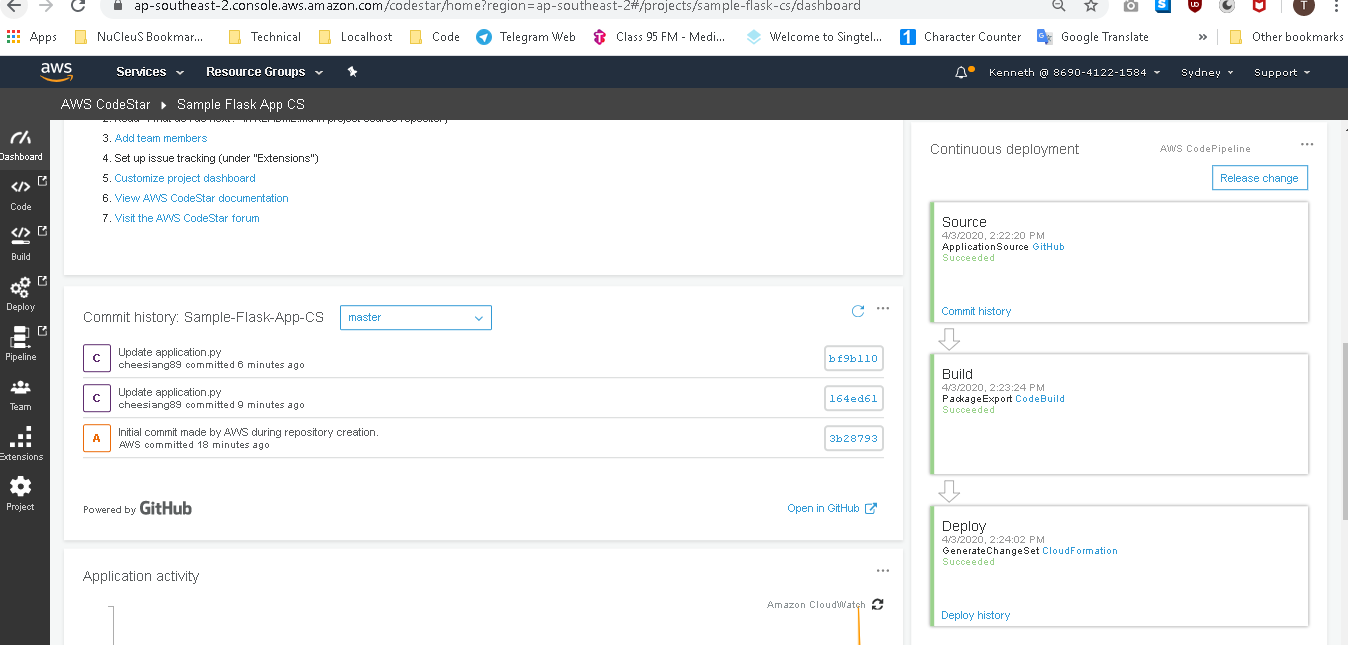 ap-southeast-2.console.aws.amazon.com/codestar/home?region=ap-southeast-2#/projects/sample-flask-cs/dashboard
T
Apps NuCleuS Bookmar... Technical Localhost Code Telegram Web Class 95 FM - Medi... Welcome to Singtel... 1 Character Counter Google Translate » Other bookmarks
aws Services Resource Groups Kenneth @ 8690-4122-1584 Sydney Support
AWS CodeStar Sample Flask App CS
Dashboard
Code
Build
Deploy
Pipeline
Team
Extensions
Project
3. Add team members
4. Set up issue tracking (under "Extensions")
5. Customize project dashboard
6. View AWS CodeStar documentation
7. Visit the AWS CodeStar forum
Commit history: Sample-Flask-App-CS master
C Update application.py
cheesiang89 committed 6 minutes ago
bf9b110
C Update application.py
cheesiang89 committed 9 minutes ago
164ed61
A Initial commit made by AWS during repository creation.
AWS committed 18 minutes ago
3b28793
Powered by GitHub
Open in GitHub
Application activity
Amazon CloudWatch
Continuous deployment AWS CodePipeline
Release change
Source
4/3/2020, 2:22:20 PM
ApplicationSource GitHub
Succeeded
Commit history
Build
4/3/2020, 2:23:24 PM
PackageExport CodeBuild
Succeeded
Deploy
4/3/2020, 2:24:02 PM
GenerateChangeSet CloudFormation
Succeeded
Deploy history